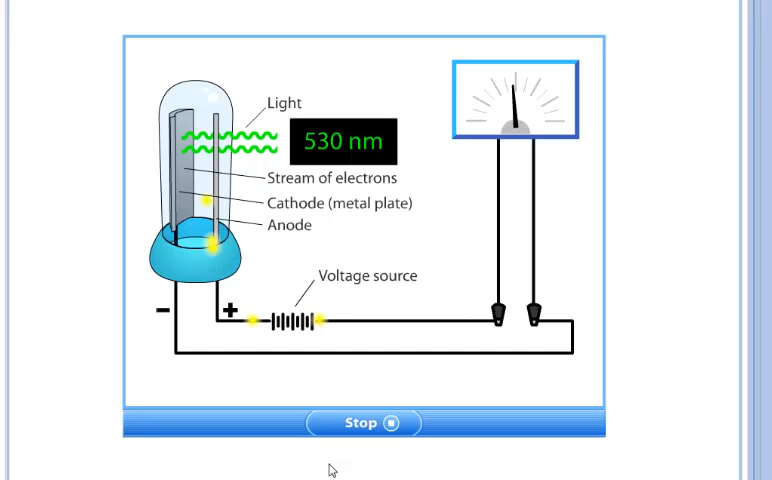 Light
530 nm
Stream of electrons
Cathode (metal plate)
Anode
Voltage source
− +
Stop